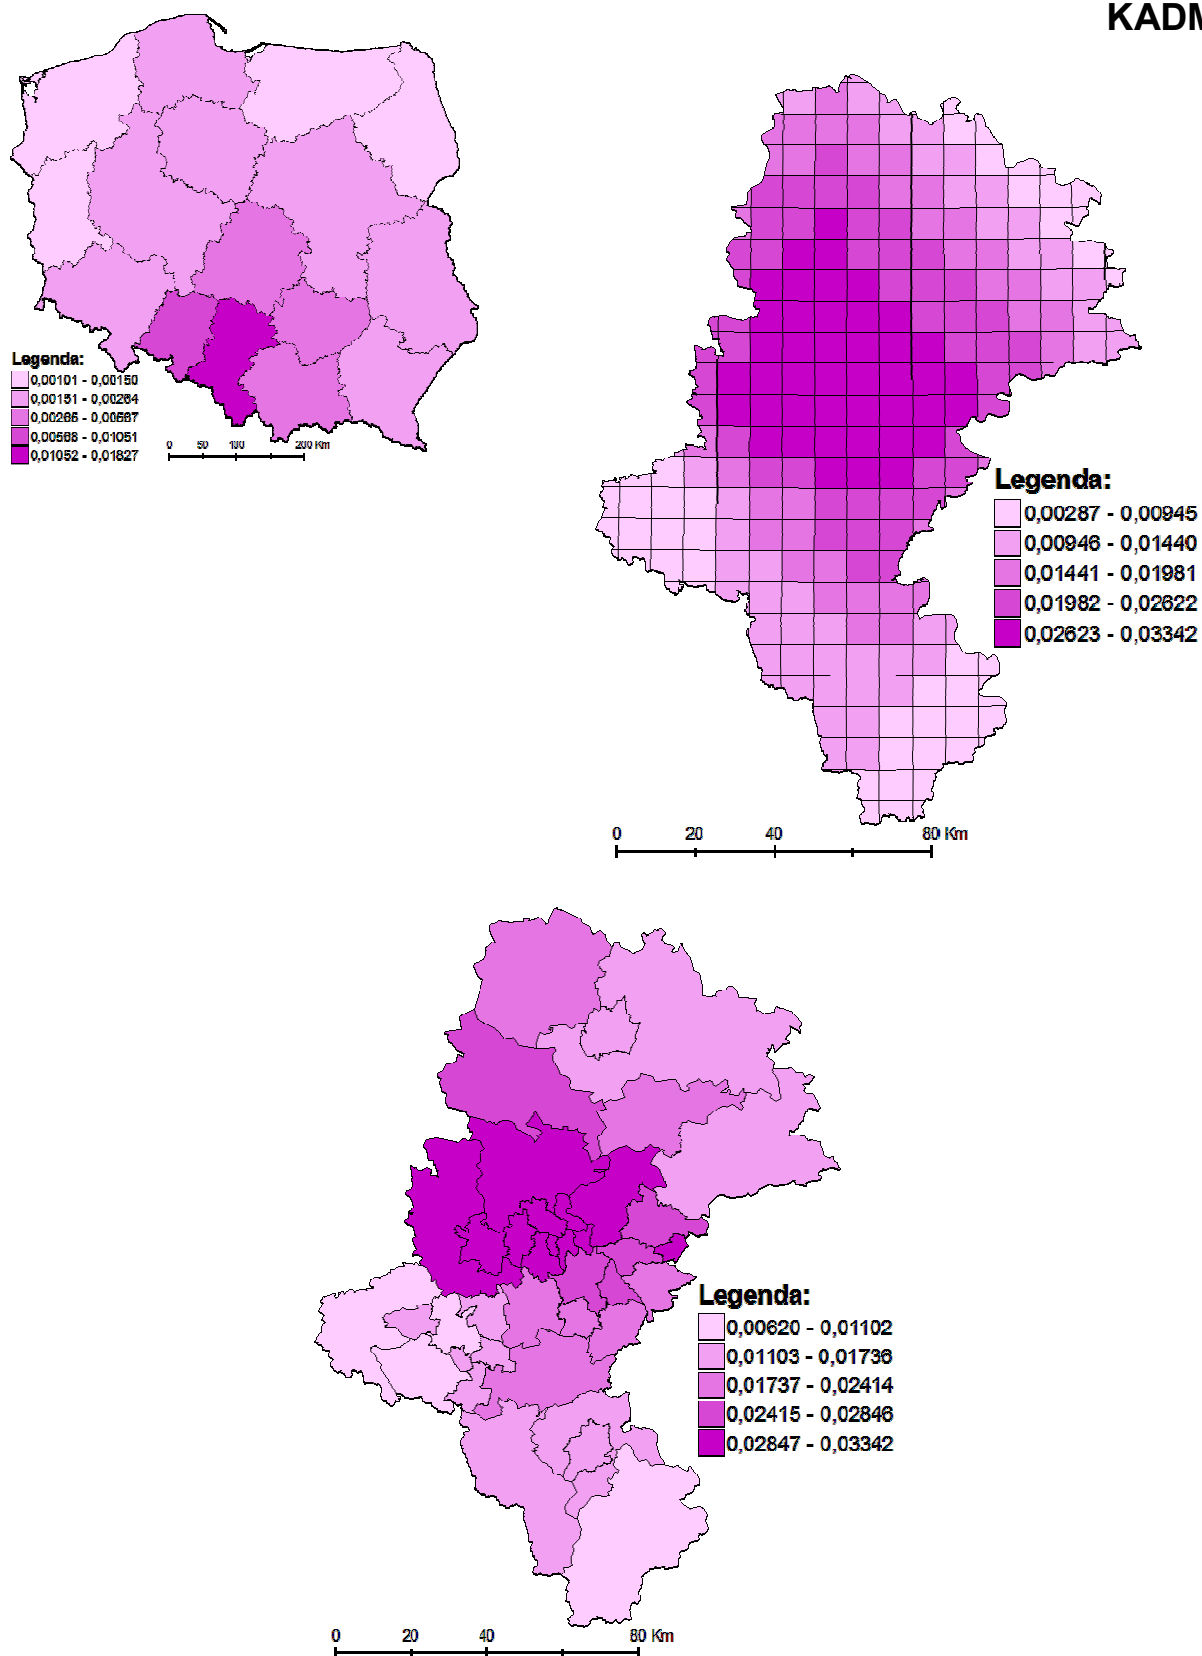 KADM
Legenda:
0,00101 - 0,00150
0,00151 - 0,00264
0,00265 - 0,00567
0,00568 - 0,01051
0,01052 - 0,01827
0 50 100 200 Km
Legenda:
0,00287 - 0,00945
0,00946 - 0,01440
0,01441 - 0,01981
0,01982 - 0,02622
0,02623 - 0,03342
0 20 40 80 Km
Legenda:
0,00620 - 0,01102
0,01103 - 0,01736
0,01737 - 0,02414
0,02415 - 0,02846
0,02847 - 0,03342
0 20 40 80 Km